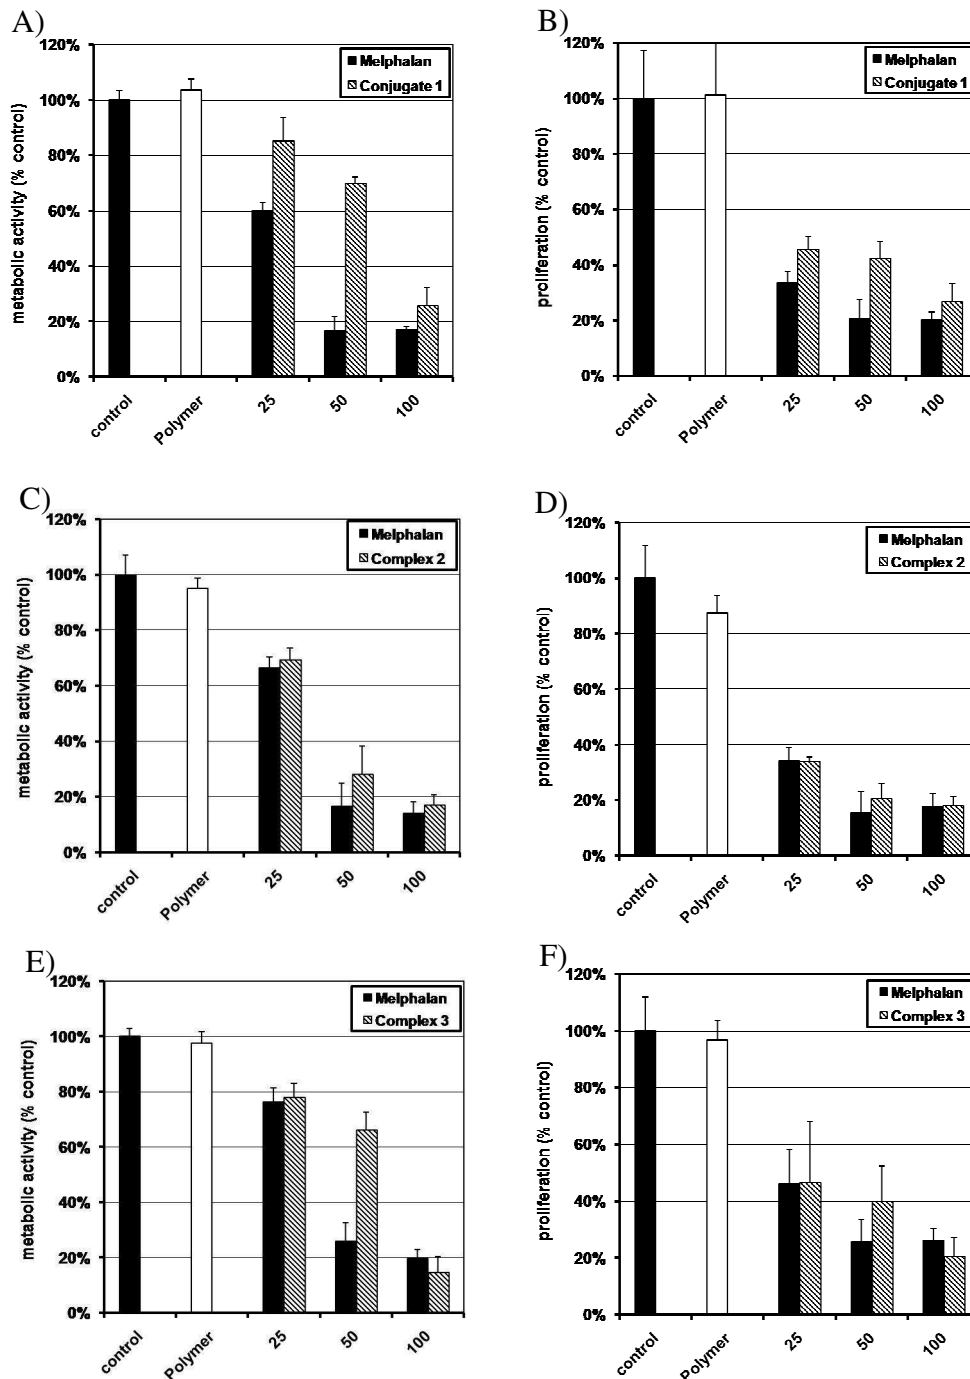 A)
metabolic activity (% control)
120%
100%
80%
60%
40%
20%
0%
Melphalan
Conjugate 1
control
Polymer
25
50
100
B)
proliferation (% control)
120%
100%
80%
60%
40%
20%
0%
Melphalan
Conjugate 1
control
Polymer
25
50
100
C)
metabolic activity (% control)
120%
100%
80%
60%
40%
20%
0%
Melphalan
Complex 2
control
Polymer
25
50
100
D)
proliferation (% control)
120%
100%
80%
60%
40%
20%
0%
Melphalan
Complex 2
control
Polymer
25
50
100
E)
metabolic activity (% control)
120%
100%
80%
60%
40%
20%
0%
Melphalan
Complex 3
control
Polymer
25
50
100
F)
proliferation (% control)
120%
100%
80%
60%
40%
20%
0%
Melphalan
Complex 3
control
Polymer
25
50
100